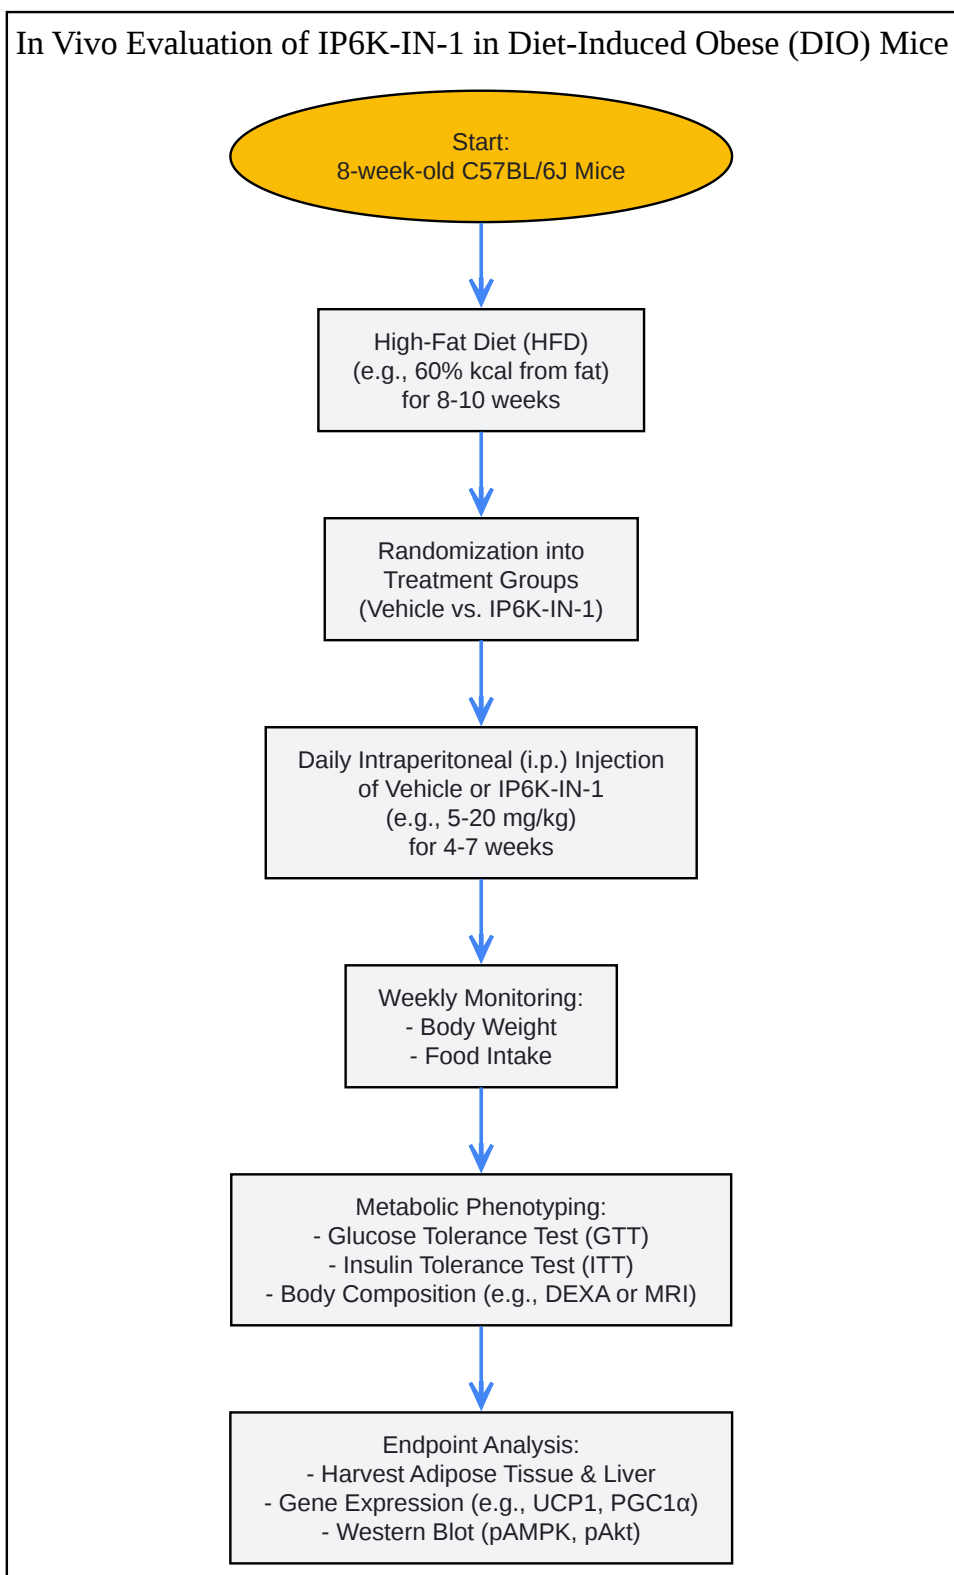 In Vivo Evaluation of IP6K-IN-1 in Diet-Induced Obese (DIO) Mice
Start:
8-week-old C57BL/6J Mice
High-Fat Diet (HFD)
(e.g., 60% kcal from fat)
for 8-10 weeks
Randomization into
Treatment Groups
(Vehicle vs. IP6K-IN-1)
Daily Intraperitoneal (i.p.) Injection
of Vehicle or IP6K-IN-1
(e.g., 5-20 mg/kg)
for 4-7 weeks
Weekly Monitoring:
- Body Weight
- Food Intake
Metabolic Phenotyping:
- Glucose Tolerance Test (GTT)
- Insulin Tolerance Test (ITT)
- Body Composition (e.g., DEXA or MRI)
Endpoint Analysis:
- Harvest Adipose Tissue & Liver
- Gene Expression (e.g., UCP1, PGC1α)
- Western Blot (pAMPK, pAkt)